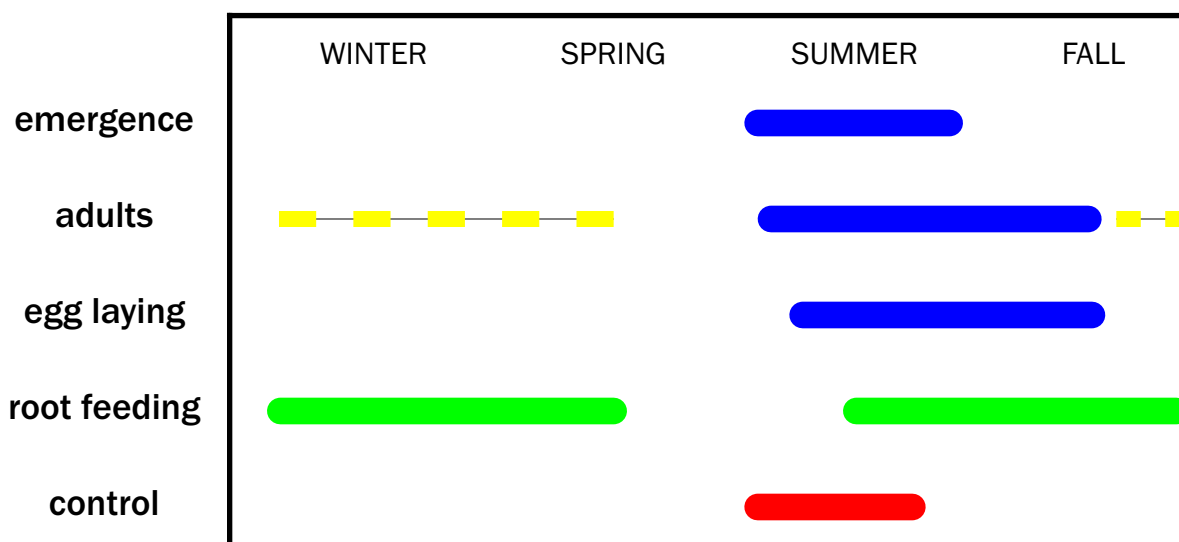 WINTER SPRING SUMMER FALL
emergence
adults
egg laying
root feeding
control